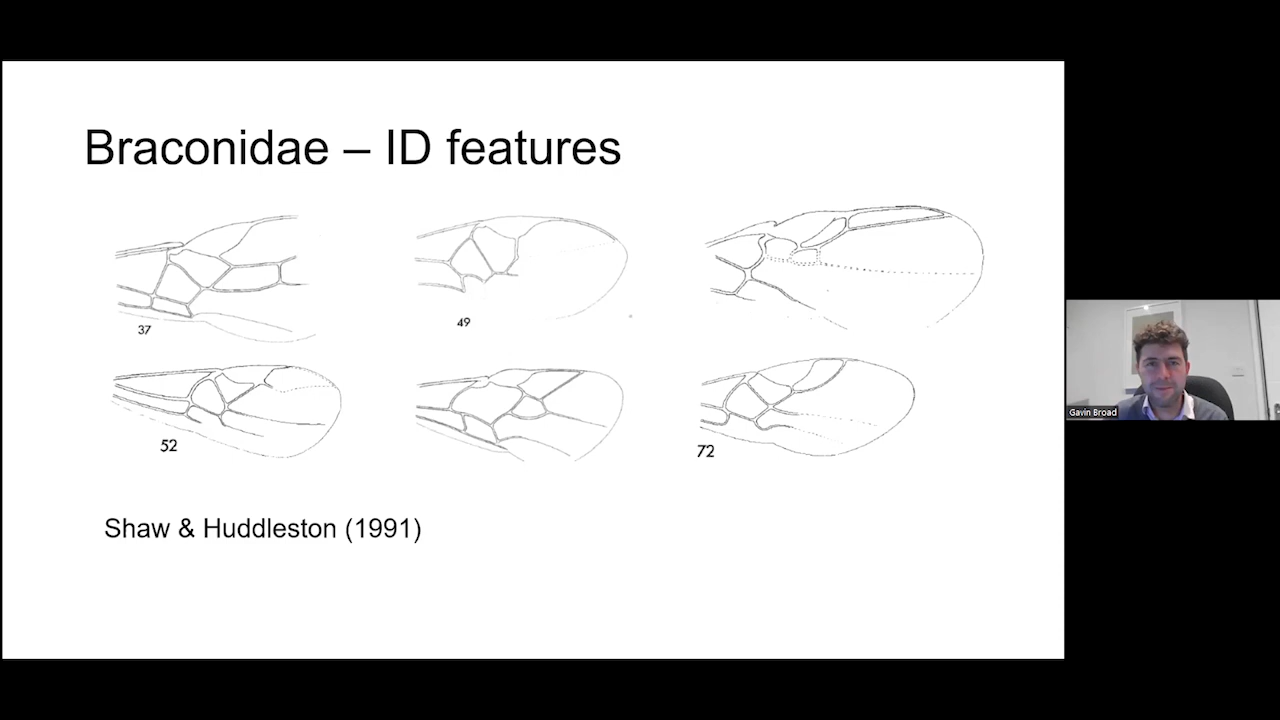 Braconidae – ID features
37
49
52
72
Shaw & Huddleston (1991)
Gavin Broad